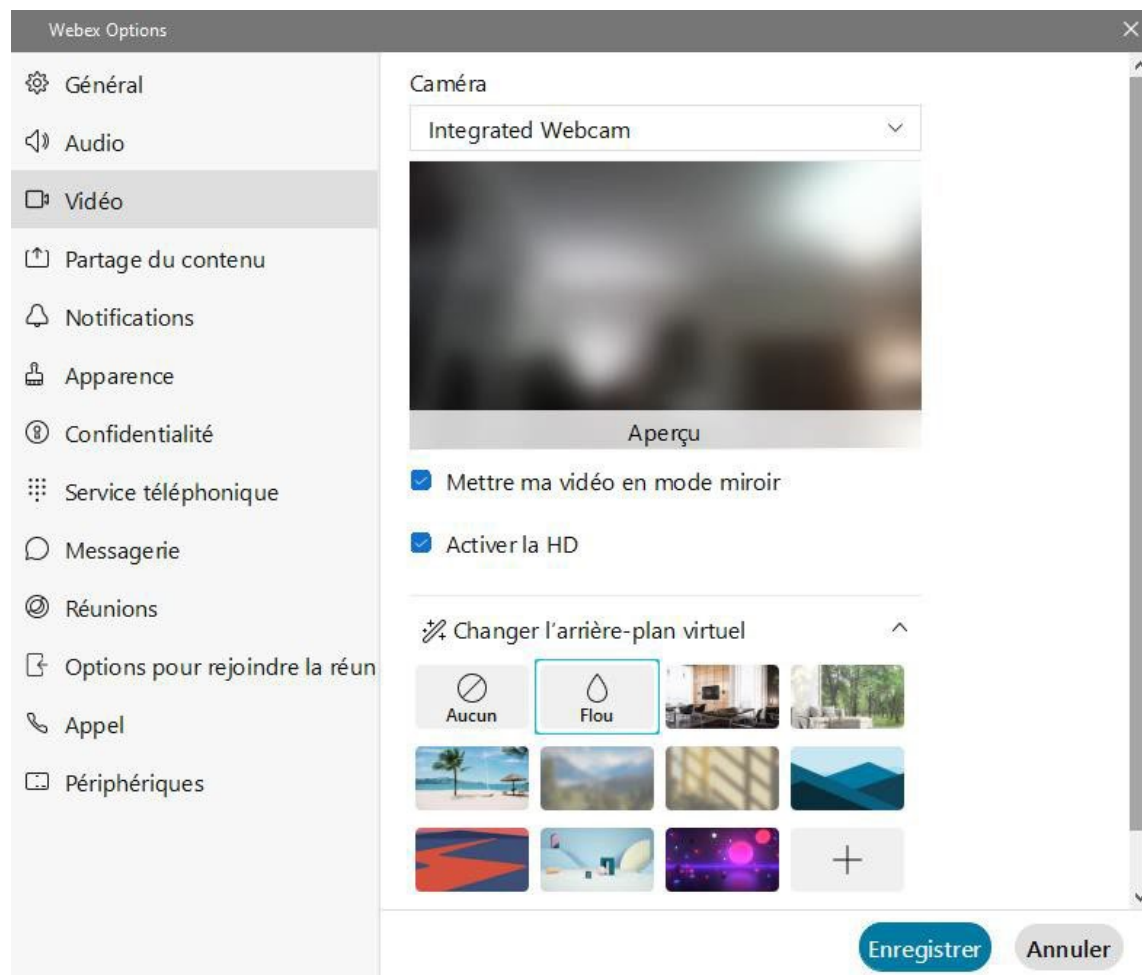 Webex Options
Général
Audio
Vidéo
Partage du contenu
Notifications
Apparence
Confidentialité
Service téléphonique
Messagerie
Réunions
Options pour rejoindre la réun
Appel
Périphériques
Caméra
Integrated Webcam
Aperçu
Mettre ma vidéo en mode miroir
Activer la HD
Changer l’arrière-plan virtuel
Aucun
Flou
Enregistrer
Annuler